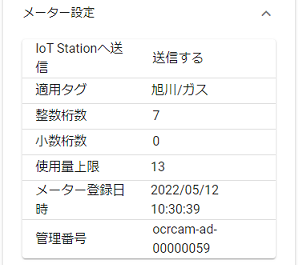 メーター設定
IoT Stationへ送
信
送信する
適用タグ
旭川/ガス
整数桁数
7
小数桁数
0
使用量上限
13
メーター登録日
時
2022/05/12
10:30:39
管理番号
ocrcam-ad-
00000059